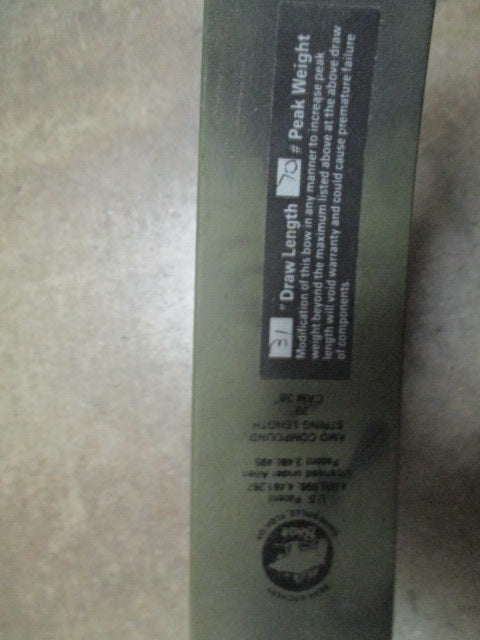 31 " Draw Length 70 # Peak Weight
Modification of this bow in any manner to increase peak
weight beyond the maximum listed above at the above draw
length will void warranty and could cause premature failure
of components
U.S. Patent
Licensed under Allen
Patent 3,486,495
AMO COMPOUND
STRING LENGTH
39"
CAM 38"